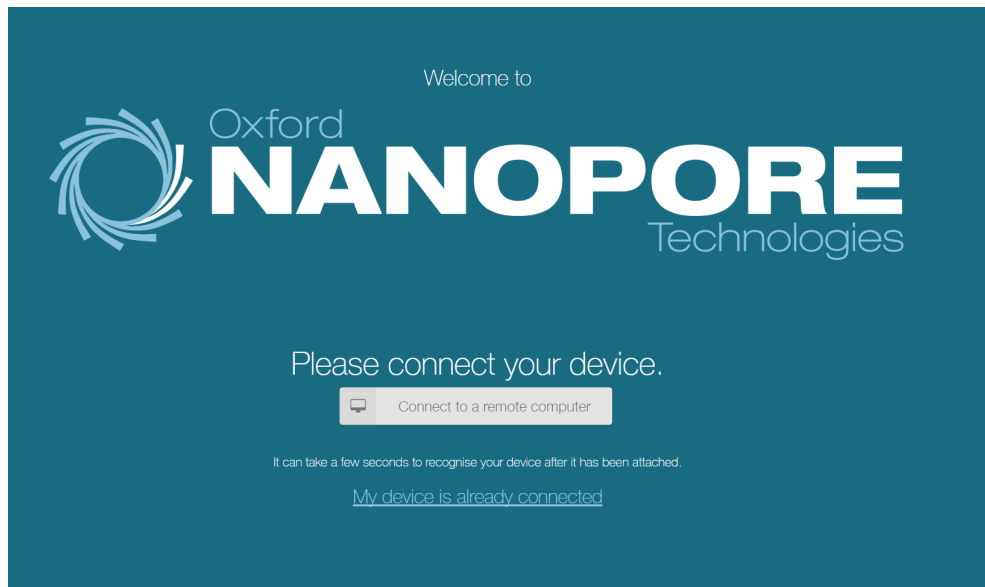 Welcome to
Oxford
NANOPORE
Technologies
Please connect your device.
Connect to a remote computer
It can take a few seconds to recognise your device after it has been attached.
My device is already connected